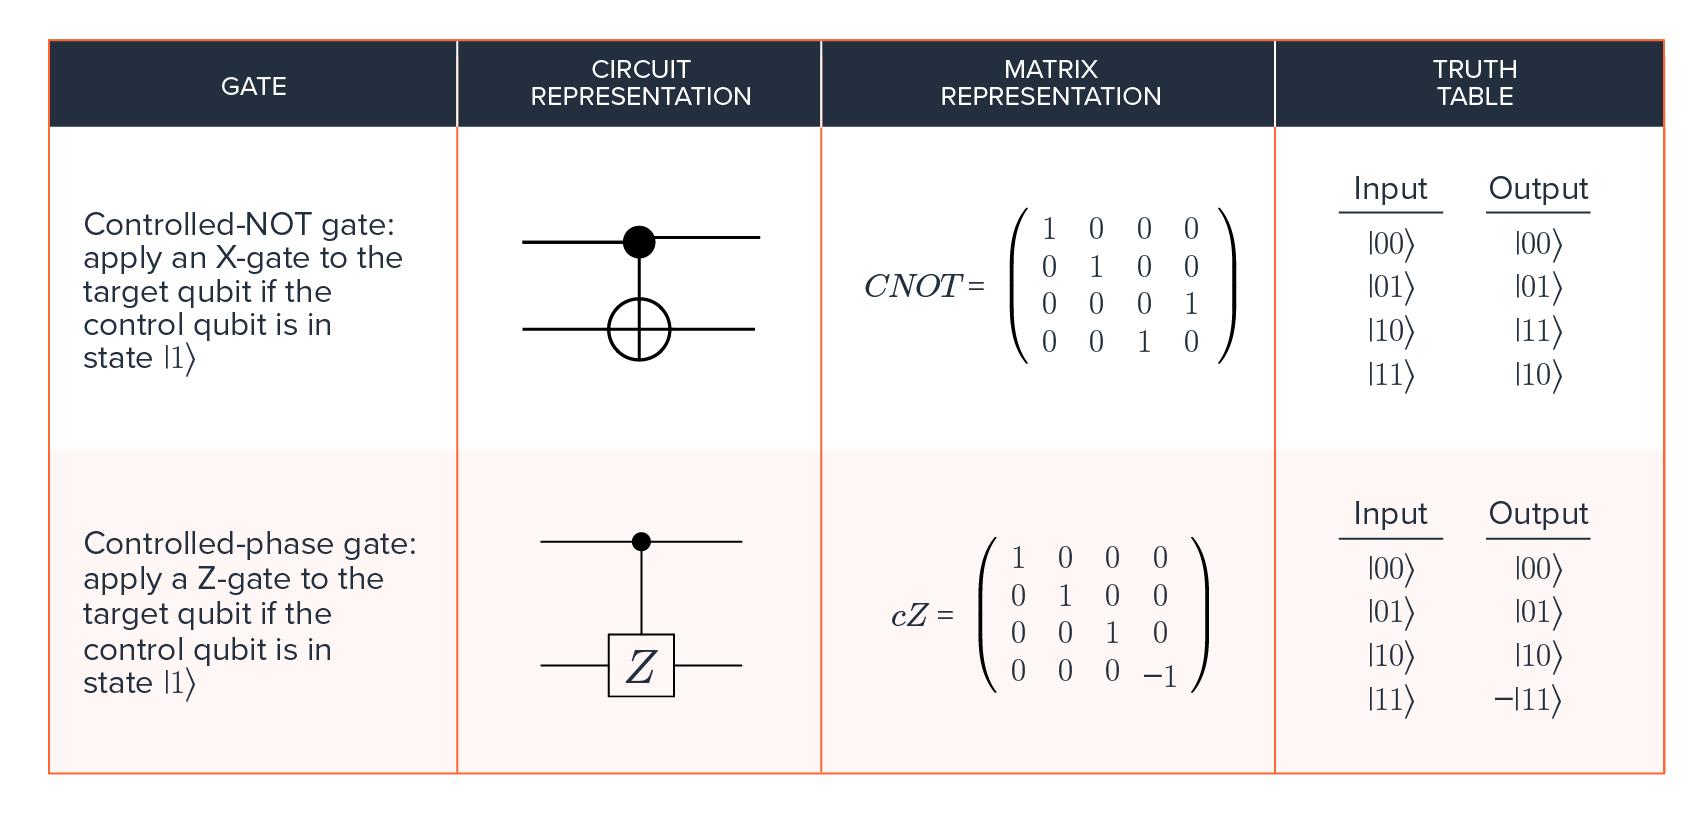 GATE
CIRCUIT
REPRESENTATION
MATRIX
REPRESENTATION
TRUTH
TABLE
Controlled-NOT gate:
apply an X-gate to the
target qubit if the
control qubit is in
state |1⟩
CNOT =
1 0 0 0
0 1 0 0
0 0 0 1
0 0 1 0
Input Output
|00⟩ |00⟩
|01⟩ |01⟩
|10⟩ |11⟩
|11⟩ |10⟩
Controlled-phase gate:
apply a Z-gate to the
target qubit if the
control qubit is in
state |1⟩
Z
cZ =
1 0 0 0
0 1 0 0
0 0 1 0
0 0 0 −1
Input Output
|00⟩ |00⟩
|01⟩ |01⟩
|10⟩ |10⟩
|11⟩ −|11⟩